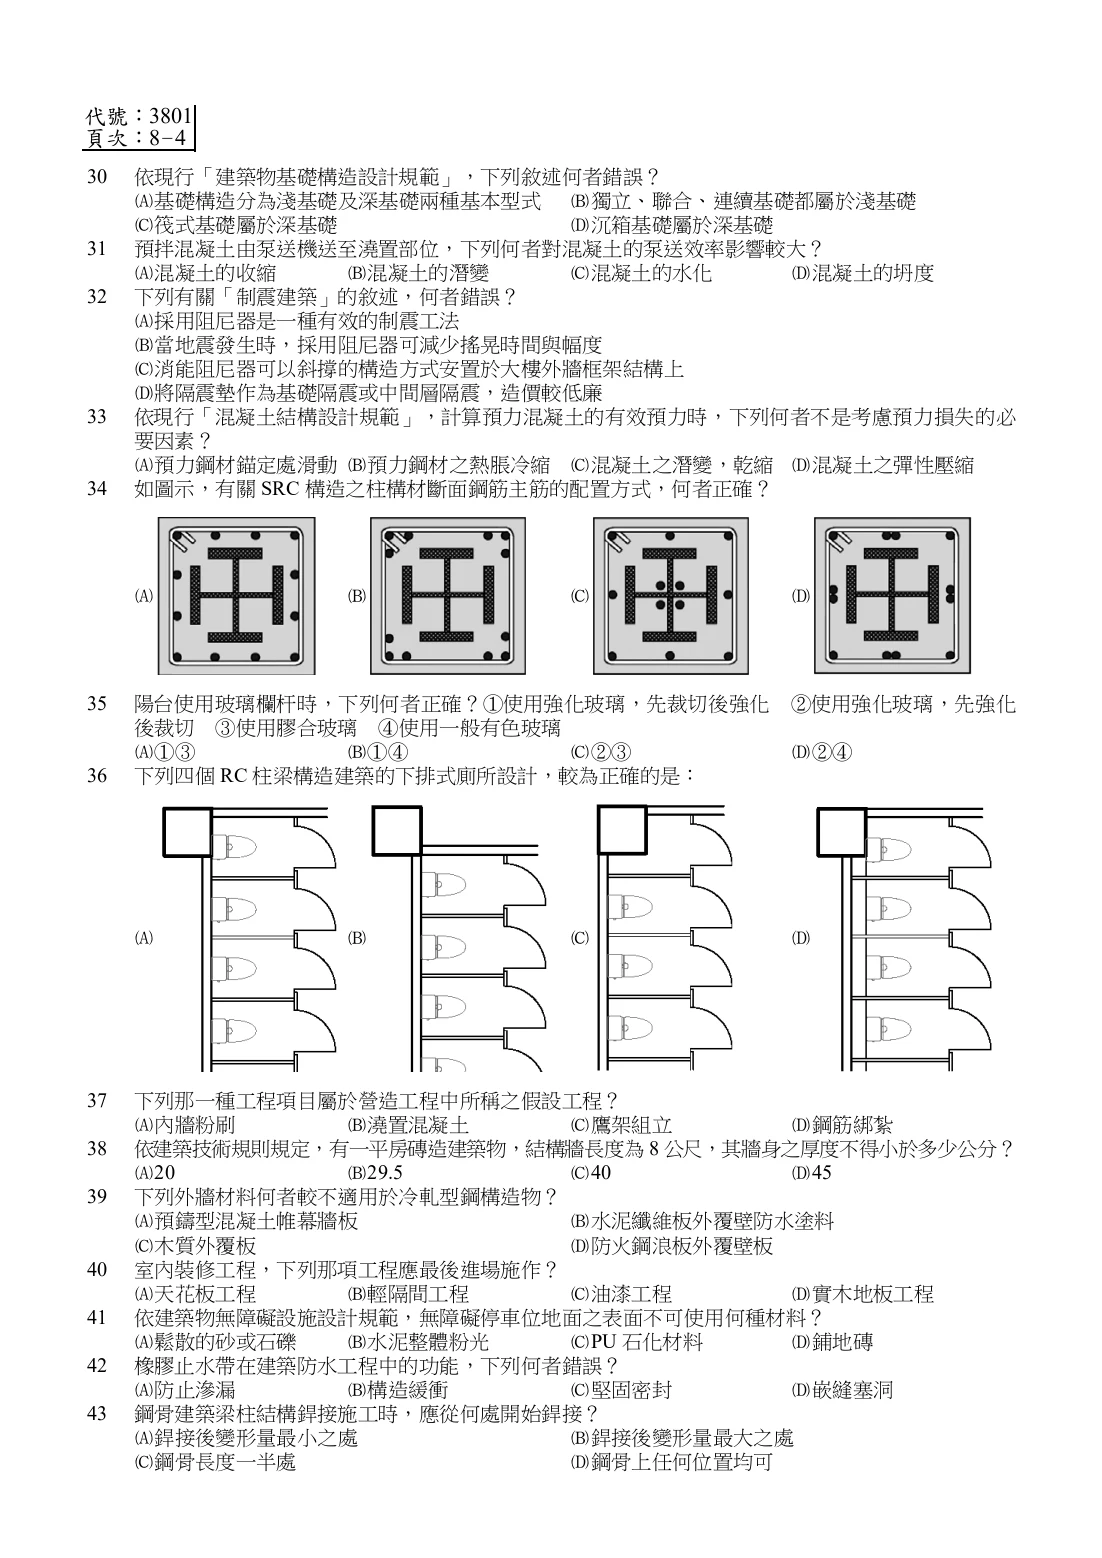 代號：3801
頁次：8－4
30 依現行「建築物基礎構造設計規範」，下列敘述何者錯誤？
(A)基礎構造分為淺基礎及深基礎兩種基本型式 (B)獨立、聯合、連續基礎都屬於淺基礎
(C)筏式基礎屬於深基礎 (D)沉箱基礎屬於深基礎
31 預拌混凝土由泵送機送至澆置部位，下列何者對混凝土的泵送效率影響較大？
(A)混凝土的收縮 (B)混凝土的潛變 (C)混凝土的水化 (D)混凝土的坍度
32 下列有關「制震建築」的敘述，何者錯誤？
(A)採用阻尼器是一種有效的制震工法
(B)當地震發生時，採用阻尼器可減少搖晃時間與幅度
(C)消能阻尼器可以斜撐的構造方式安置於大樓外牆框架結構上
(D)將隔震墊作為基礎隔震或中間層隔震，造價較低廉
33 依現行「混凝土結構設計規範」，計算預力混凝土的有效預力時，下列何者不是考慮預力損失的必
要因素？
(A)預力鋼材錨定處滑動 (B)預力鋼材之熱脹冷縮 (C)混凝土之潛變，乾縮 (D)混凝土之彈性壓縮
34 如圖示，有關 SRC 構造之柱構材斷面鋼筋主筋的配置方式，何者正確？
(A) (B) (C) (D)
35 陽台使用玻璃欄杆時，下列何者正確？①使用強化玻璃，先裁切後強化 ②使用強化玻璃，先強化
後裁切 ③使用膠合玻璃 ④使用一般有色玻璃
(A)①③ (B)①④ (C)②③ (D)②④
36 下列四個 RC 柱梁構造建築的下排式廁所設計，較為正確的是：
(A) (B) (C) (D)
37 下列那一種工程項目屬於營造工程中所稱之假設工程？
(A)內牆粉刷 (B)澆置混凝土 (C)鷹架組立 (D)鋼筋綁紮
38 依建築技術規則規定，有一平房磚造建築物，結構牆長度為 8 公尺，其牆身之厚度不得小於多少公分？
(A)20 (B)29.5 (C)40 (D)45
39 下列外牆材料何者較不適用於冷軋型鋼構造物？
(A)預鑄型混凝土帷幕牆板 (B)水泥纖維板外覆壁防水塗料
(C)木質外覆板 (D)防火鋼浪板外覆壁板
40 室內裝修工程，下列那項工程應最後進場施作？
(A)天花板工程 (B)輕隔間工程 (C)油漆工程 (D)實木地板工程
41 依建築物無障礙設施設計規範，無障礙停車位地面之表面不可使用何種材料？
(A)鬆散的砂或石礫 (B)水泥整體粉光 (C)PU 石化材料 (D)鋪地磚
42 橡膠止水帶在建築防水工程中的功能，下列何者錯誤？
(A)防止滲漏 (B)構造緩衝 (C)堅固密封 (D)嵌縫塞洞
43 鋼骨建築梁柱結構銲接施工時，應從何處開始銲接？
(A)銲接後變形量最小之處 (B)銲接後變形量最大之處
(C)鋼骨長度一半處 (D)鋼骨上任何位置均可